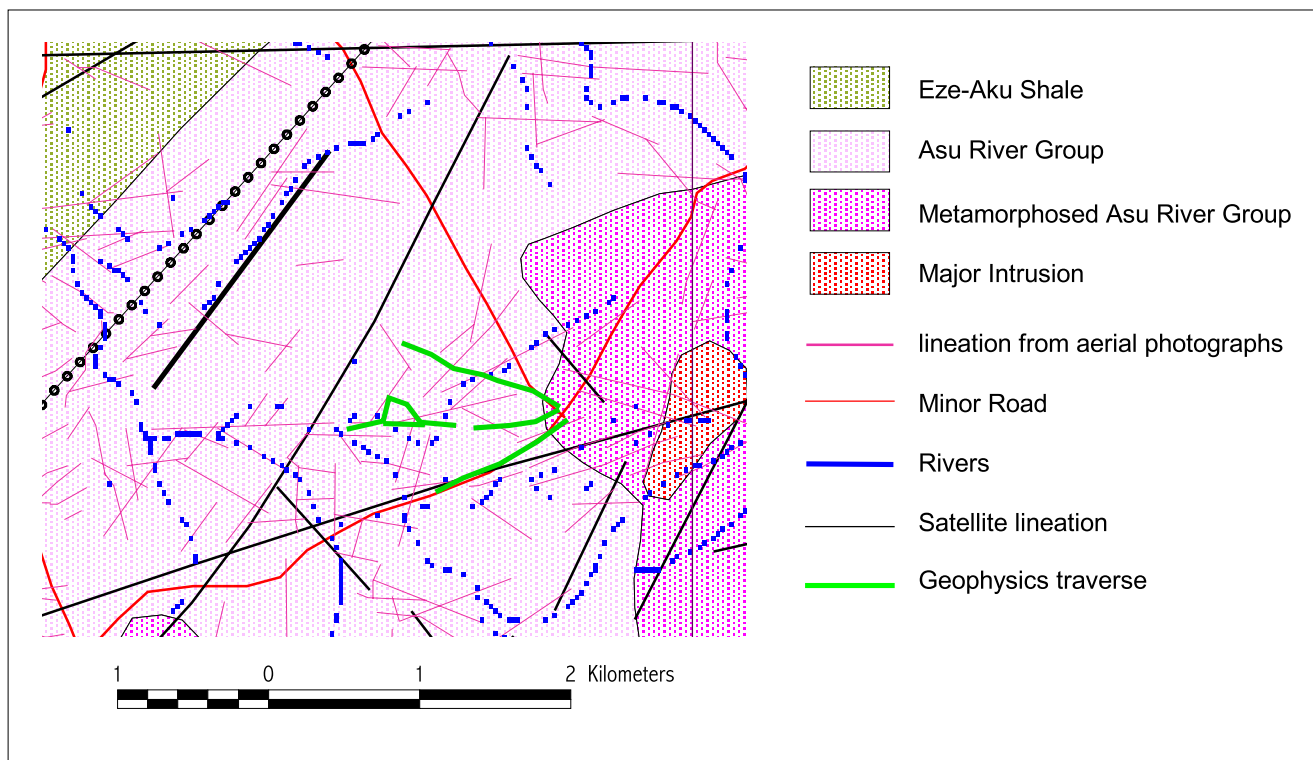 Eze-Aku Shale
Asu River Group
Metamorphosed Asu River Group
Major Intrusion
lineation from aerial photographs
Minor Road
Rivers
Satellite lineation
Geophysics traverse
1 0 1 2 Kilometers